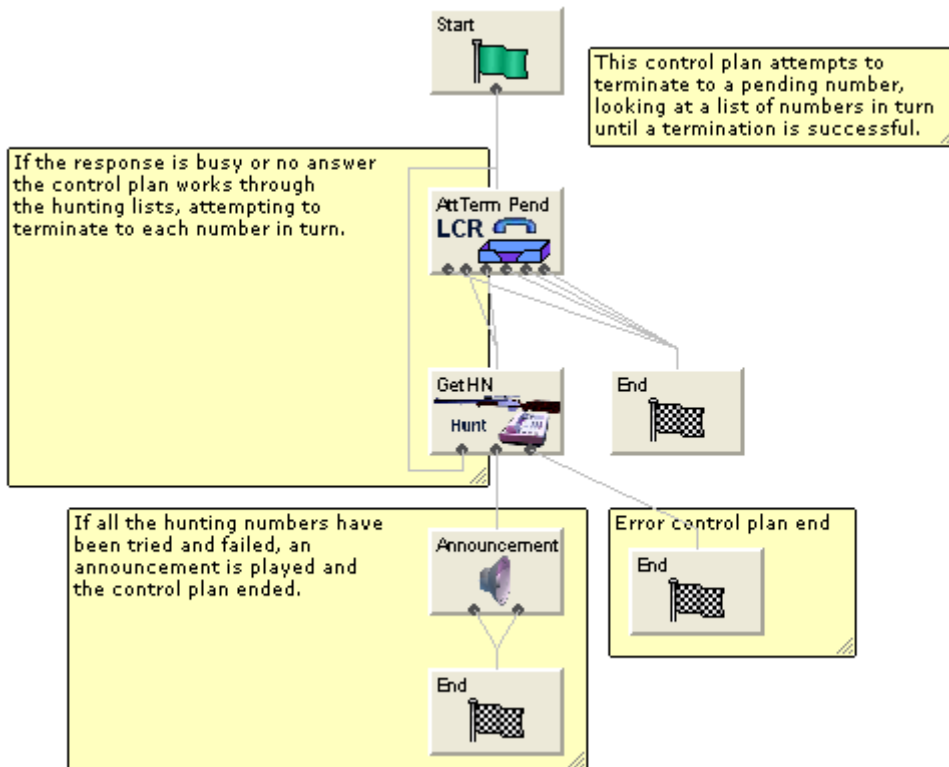 Start
This control plan attempts to
terminate to a pending number,
looking at a list of numbers in turn
until a termination is successful.
If the response is busy or no answer
the control plan works through
the hunting lists, attempting to
terminate to each number in turn.
AttTerm Pend
LCR
GetHN
Hunt
End
If all the hunting numbers have
been tried and failed, an
announcement is played and
the control plan ended.
Announcement
End
Error control plan end
End